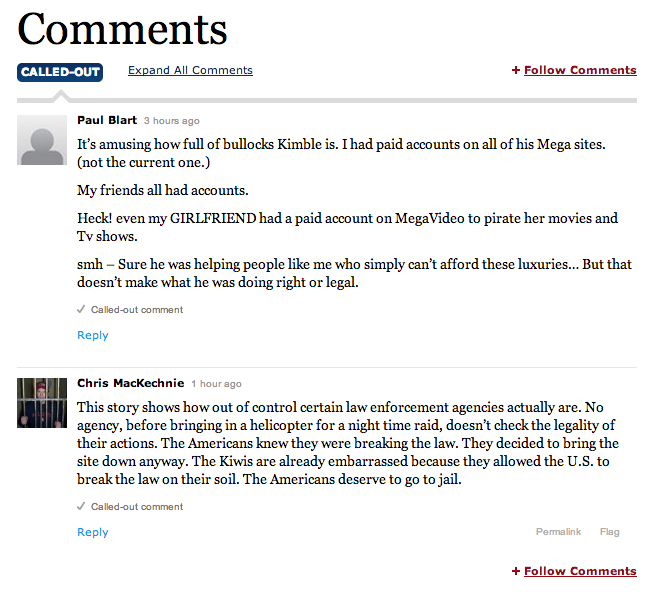 Comments
CALLED-OUT
Expand All Comments
+ Follow Comments
Paul Blart 3 hours ago
It’s amusing how full of bullocks Kimble is. I had paid accounts on all of his Mega sites.
(not the current one.)
My friends all had accounts.
Heck! even my GIRLFRIEND had a paid account on MegaVideo to pirate her movies and
Tv shows.
smh – Sure he was helping people like me who simply can’t afford these luxuries… But that
doesn’t make what he was doing right or legal.
✓ Called-out comment
Reply
Chris MacKechnie 1 hour ago
This story shows how out of control certain law enforcement agencies actually are. No
agency, before bringing in a helicopter for a night time raid, doesn’t check the legality of
their actions. The Americans knew they were breaking the law. They decided to bring the
site down anyway. The Kiwis are already embarrassed because they allowed the U.S. to
break the law on their soil. The Americans deserve to go to jail.
✓ Called-out comment
Reply
Permalink Flag
+ Follow Comments